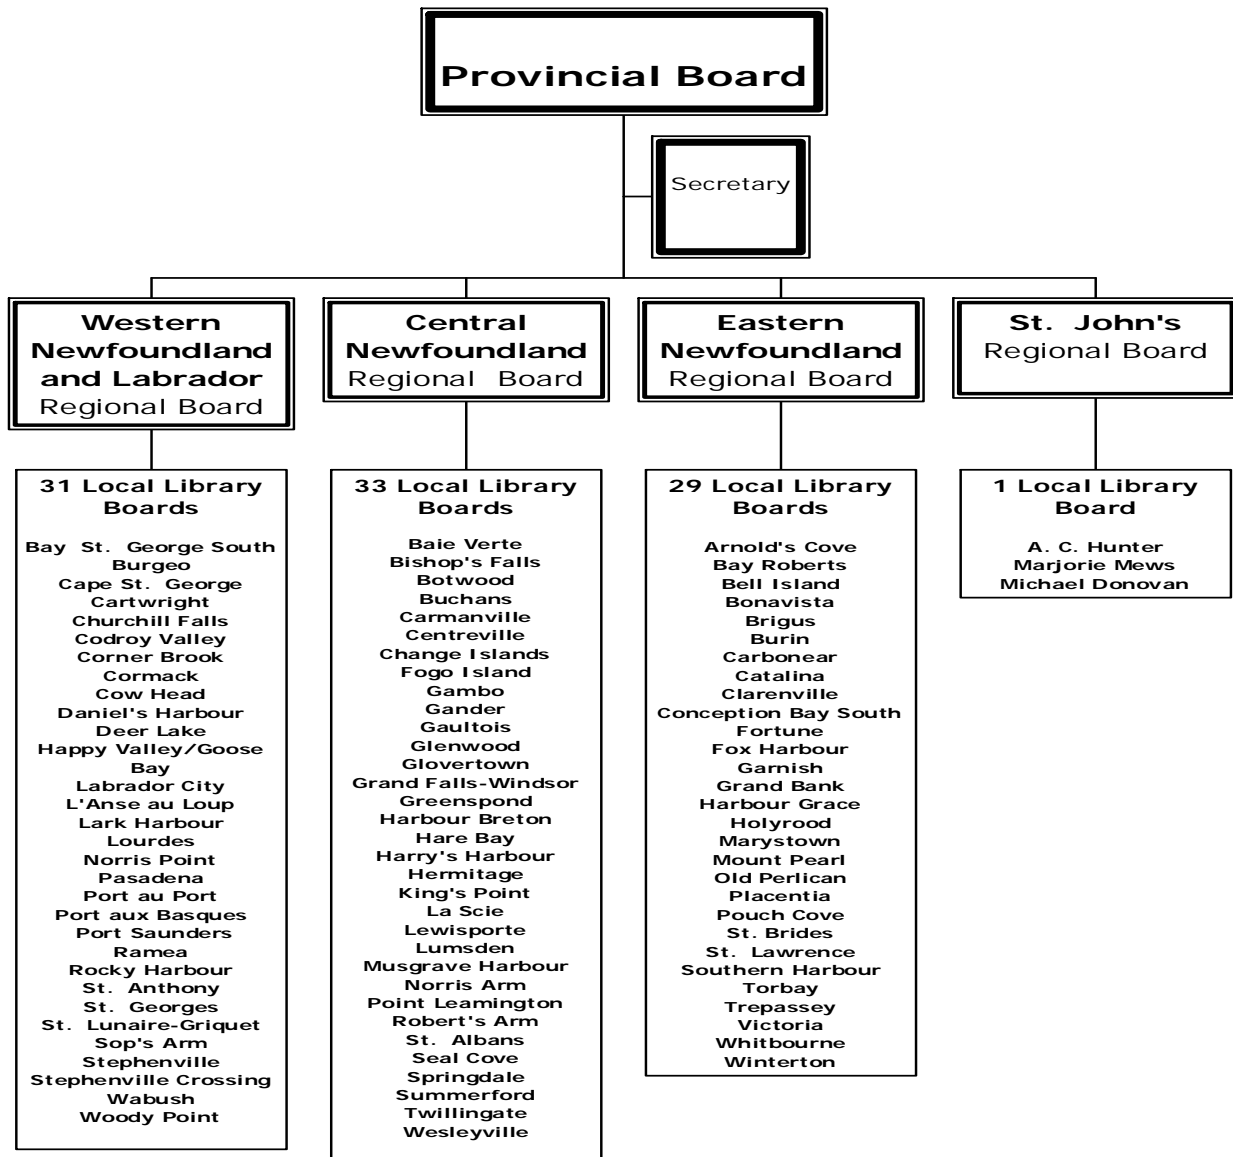 Provincial Board
Secretary
Western
Newfoundland
and Labrador
Regional Board
Central
Newfoundland
Regional Board
Eastern
Newfoundland
Regional Board
St. John's
Regional Board
31 Local Library
Boards
Bay St. George South
Burgeo
Cape St. George
Cartwright
Churchill Falls
Codroy Valley
Corner Brook
Cormack
Cow Head
Daniel's Harbour
Deer Lake
Happy Valley/Goose
Bay
Labrador City
L'Anse au Loup
Lark Harbour
Lourdes
Norris Point
Pasadena
Port au Port
Port aux Basques
Port Saunders
Ramea
Rocky Harbour
St. Anthony
St. Georges
St. Lunaire-Griquet
Sop's Arm
Stephenville
Stephenville Crossing
Wabush
Woody Point
33 Local Library
Boards
Baie Verte
Bishop's Falls
Botwood
Buchans
Carmanville
Centreville
Change Islands
Fogo Island
Gambo
Gander
Gaultois
Glenwood
Glovertown
Grand Falls-Windsor
Greenspond
Harbour Breton
Hare Bay
Harry's Harbour
Hermitage
King's Point
La Scie
Lewisporte
Lumsden
Musgrave Harbour
Norris Arm
Point Leamington
Robert's Arm
St. Albans
Seal Cove
Springdale
Summerford
Twillingate
Wesleyville
29 Local Library
Boards
Arnold's Cove
Bay Roberts
Bell Island
Bonavista
Brigus
Burin
Carbonear
Catalina
Clarenville
Conception Bay South
Fortune
Fox Harbour
Garnish
Grand Bank
Harbour Grace
Holyrood
Marystown
Mount Pearl
Old Perlican
Placentia
Pouch Cove
St. Brides
St. Lawrence
Southern Harbour
Torbay
Trepassey
Victoria
Whitbourne
Winterton
1 Local Library
Board
A. C. Hunter
Marjorie Mews
Michael Donovan